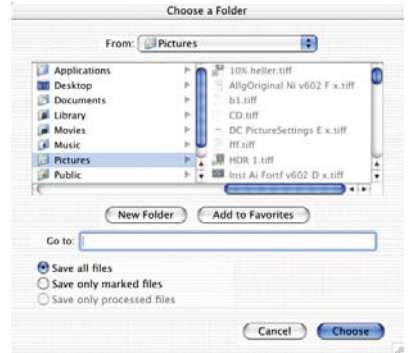 Choose a Folder
From: Pictures
Applications
Desktop
Documents
Library
Movies
Music
Pictures
Public
10% heller.tiff
AllgOriginal Ni v602 F x.tiff
b1.tiff
CD.tiff
DC PictureSettings E x.tiff
fff.tiff
HDR 1.tiff
Inst Ai Fortf v602 D x.tiff
New Folder
Add to Favorites
Go to:
Save all files
Save only marked files
Save only processed files
Cancel
Choose